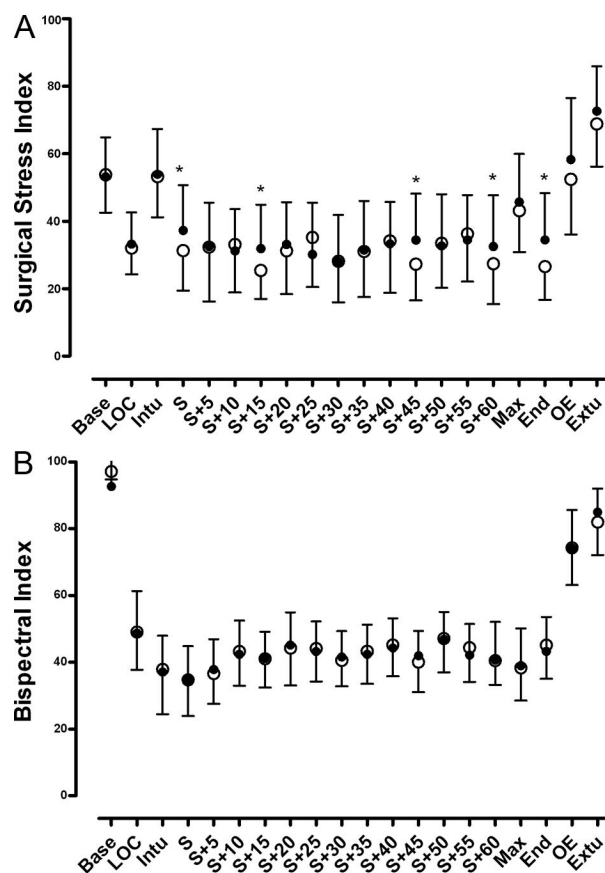 A
Surgical Stress Index
100
80
60
40
20
0
* * * * *
Base LOC Intu S S+5 S+10 S+15 S+20 S+25 S+30 S+35 S+40 S+45 S+50 S+55 S+60 Max End OE Extu
B
Bispectral Index
100
80
60
40
20
0
Base LOC Intu S S+5 S+10 S+15 S+20 S+25 S+30 S+35 S+40 S+45 S+50 S+55 S+60 Max End OE Extu